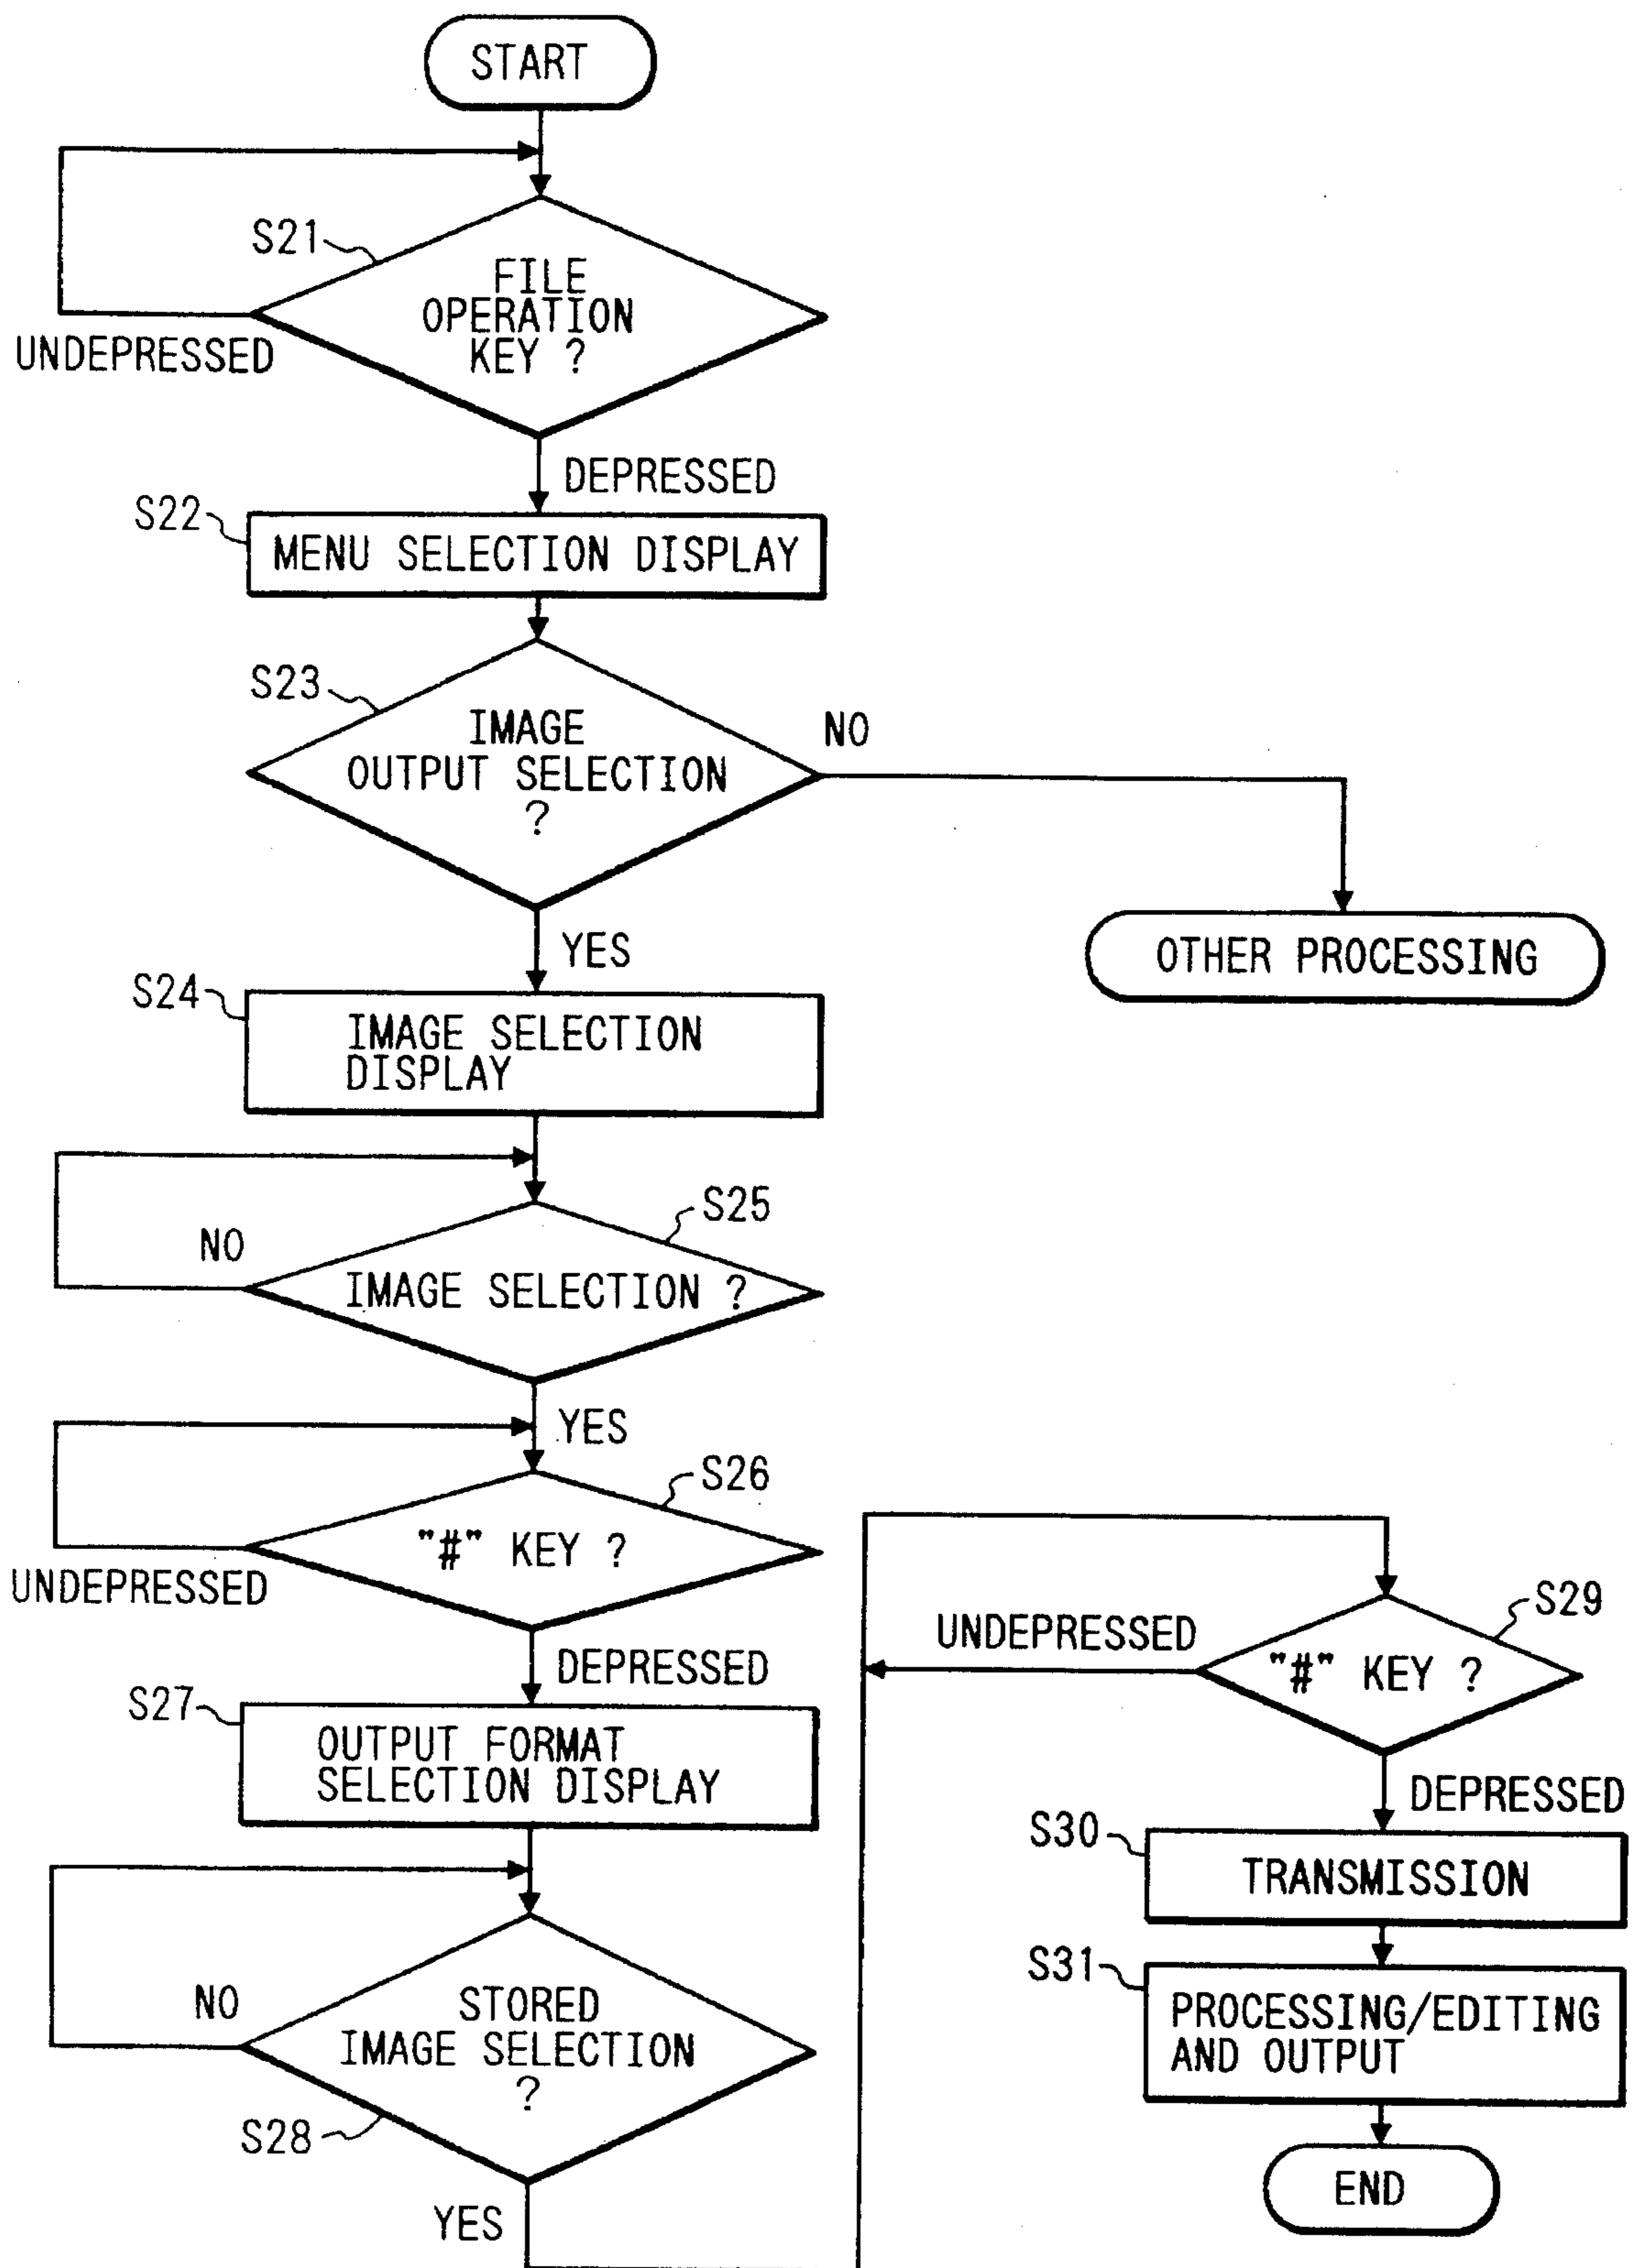 START
S21
FILE
OPERATION
KEY ?
UNDEPRESSED
DEPRESSED
S22
MENU SELECTION DISPLAY
S23
IMAGE
OUTPUT SELECTION
?
NO
YES
OTHER PROCESSING
S24
IMAGE SELECTION
DISPLAY
S25
NO
IMAGE SELECTION ?
YES
S26
"#" KEY ?
UNDEPRESSED
DEPRESSED
S27
OUTPUT FORMAT
SELECTION DISPLAY
NO
STORED
IMAGE SELECTION
?
S28
YES
S29
UNDEPRESSED
"#" KEY ?
DEPRESSED
S30
TRANSMISSION
S31
PROCESSING/EDITING
AND OUTPUT
END